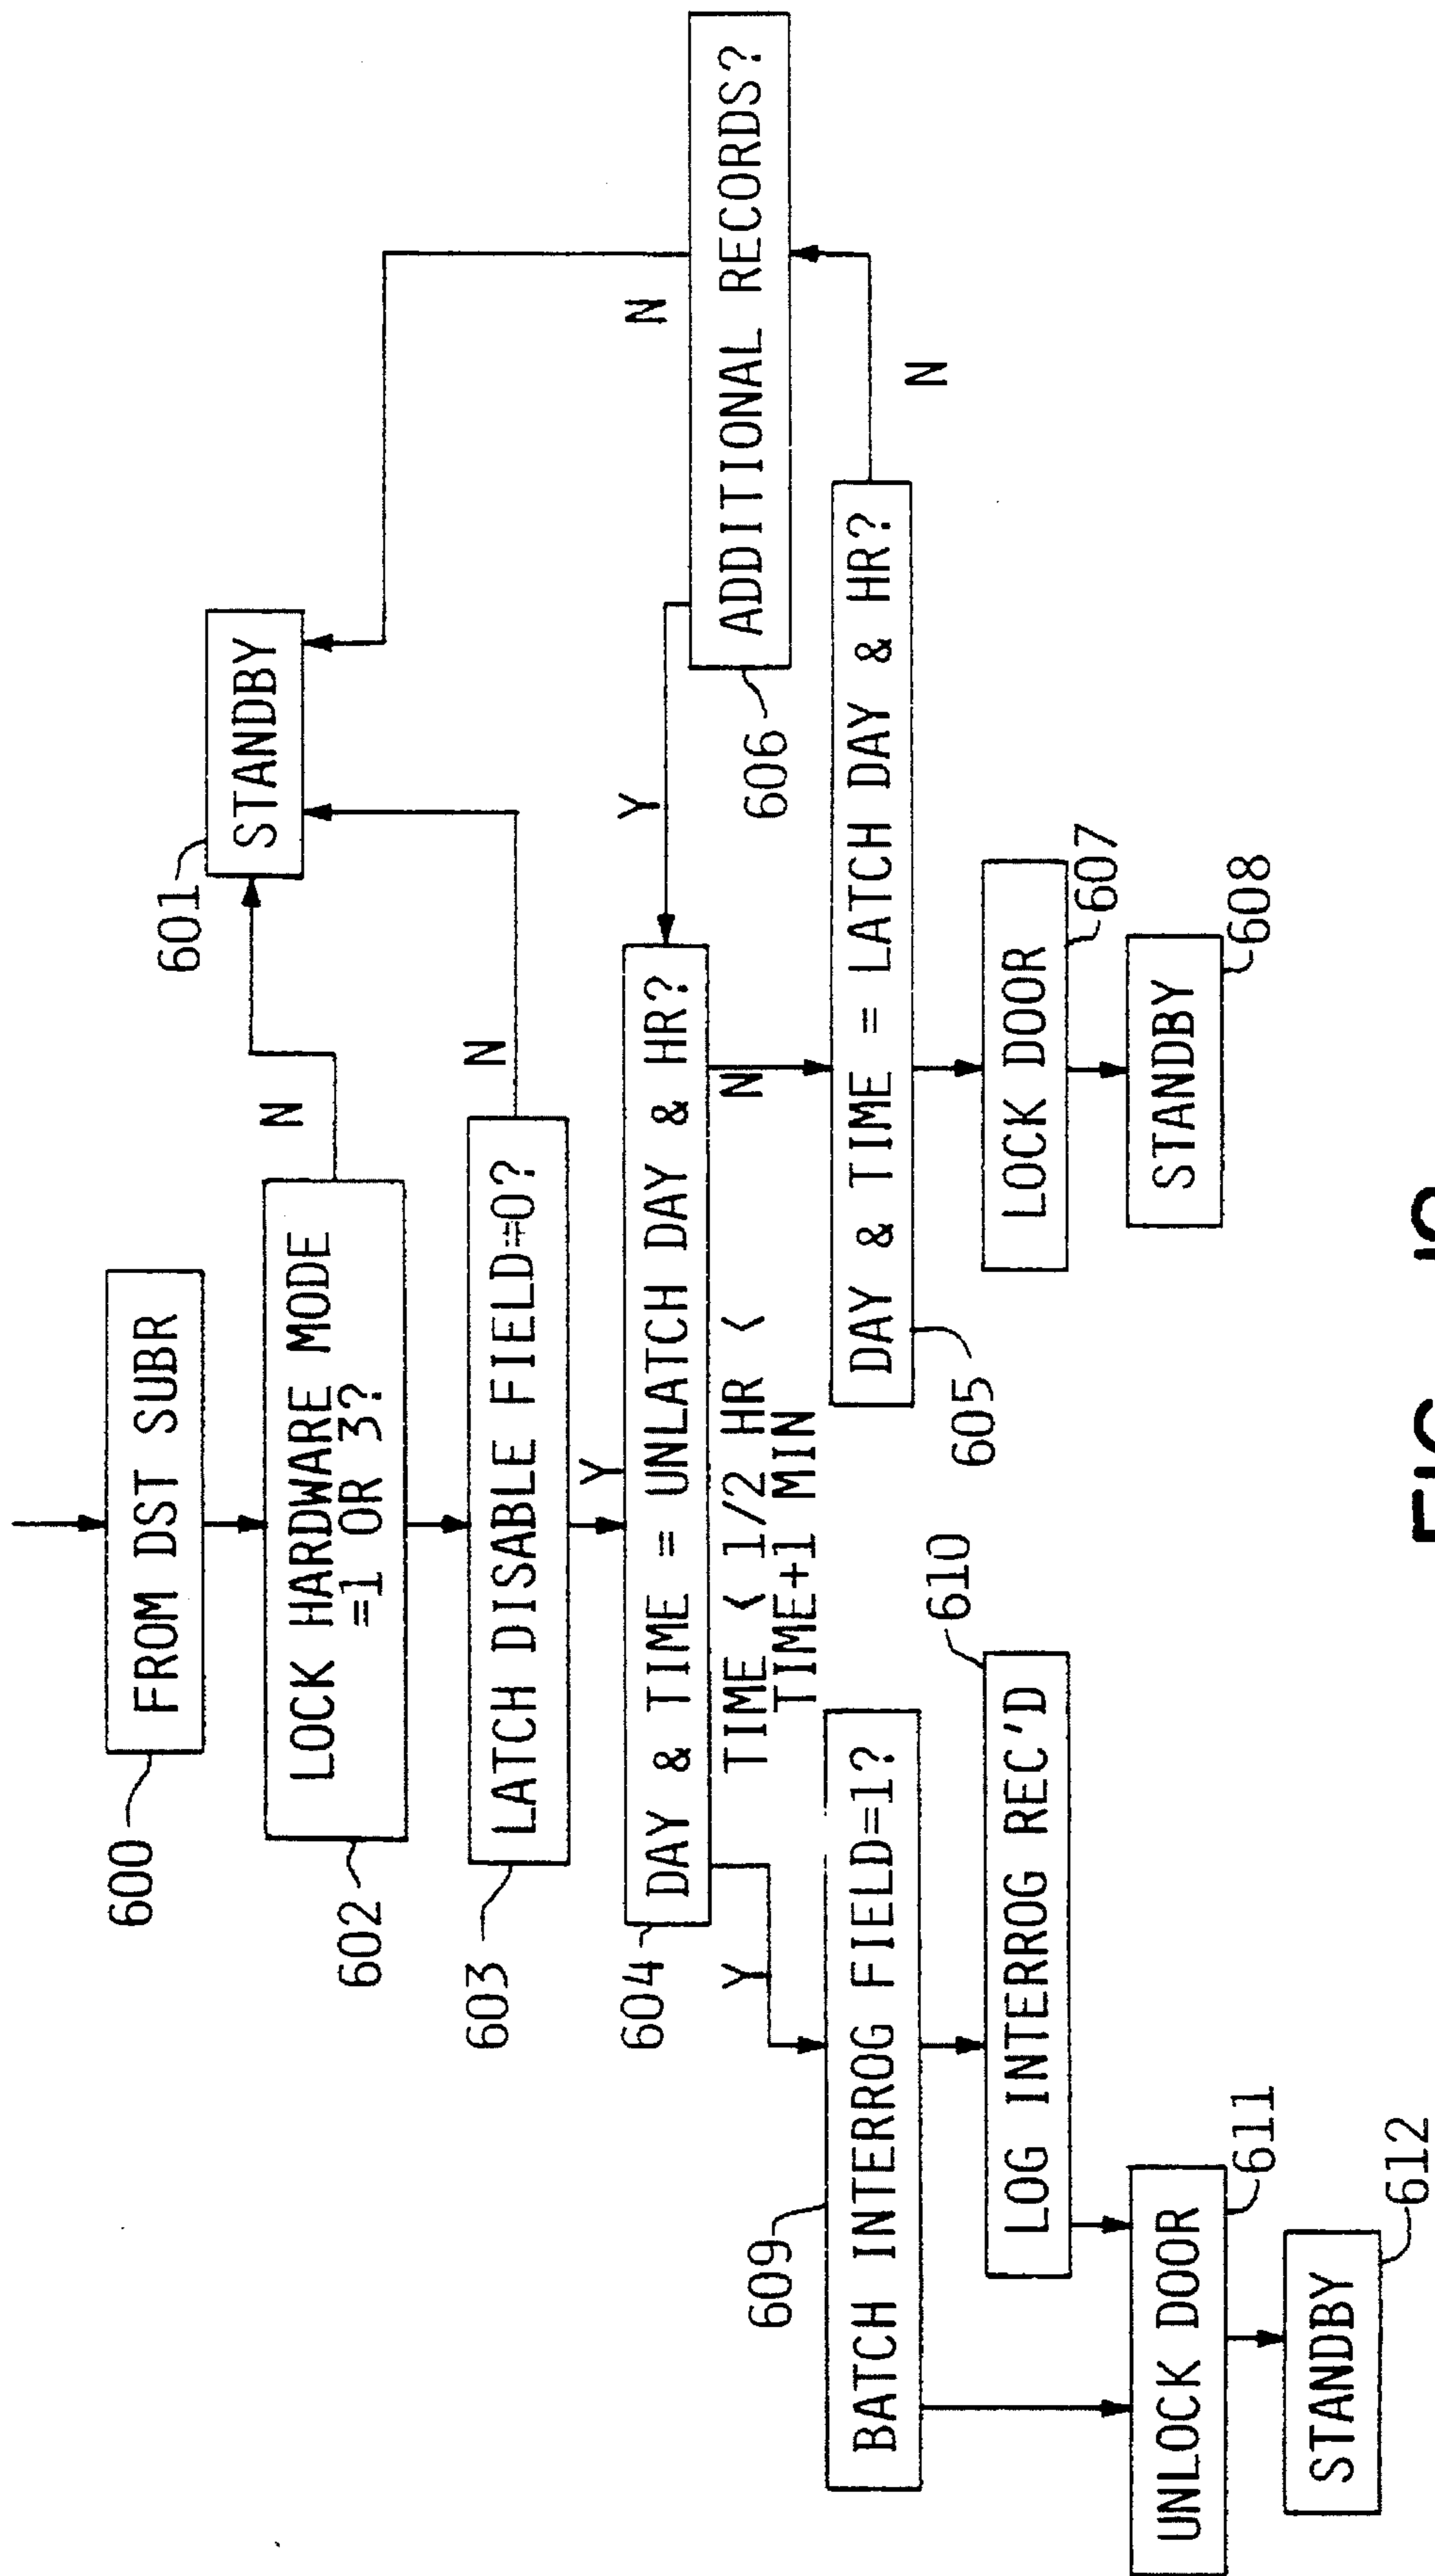 600
FROM DST SUBR
601
STANDBY
602
LOCK HARDWARE MODE
=1 OR 3?
N
603
LATCH DISABLE FIELD=0?
N
Y
604
DAY & TIME = UNLATCH DAY & HR?
Y
N
606
ADDITIONAL RECORDS?
N
Y
TIME < 1/2 HR <
TIME+1 MIN
N
609
BATCH INTERROG FIELD=1?
605
DAY & TIME = LATCH DAY & HR?
610
LOG INTERROG REC'D
LOCK DOOR
607
UNLOCK DOOR
611
STANDBY
608
STANDBY
612